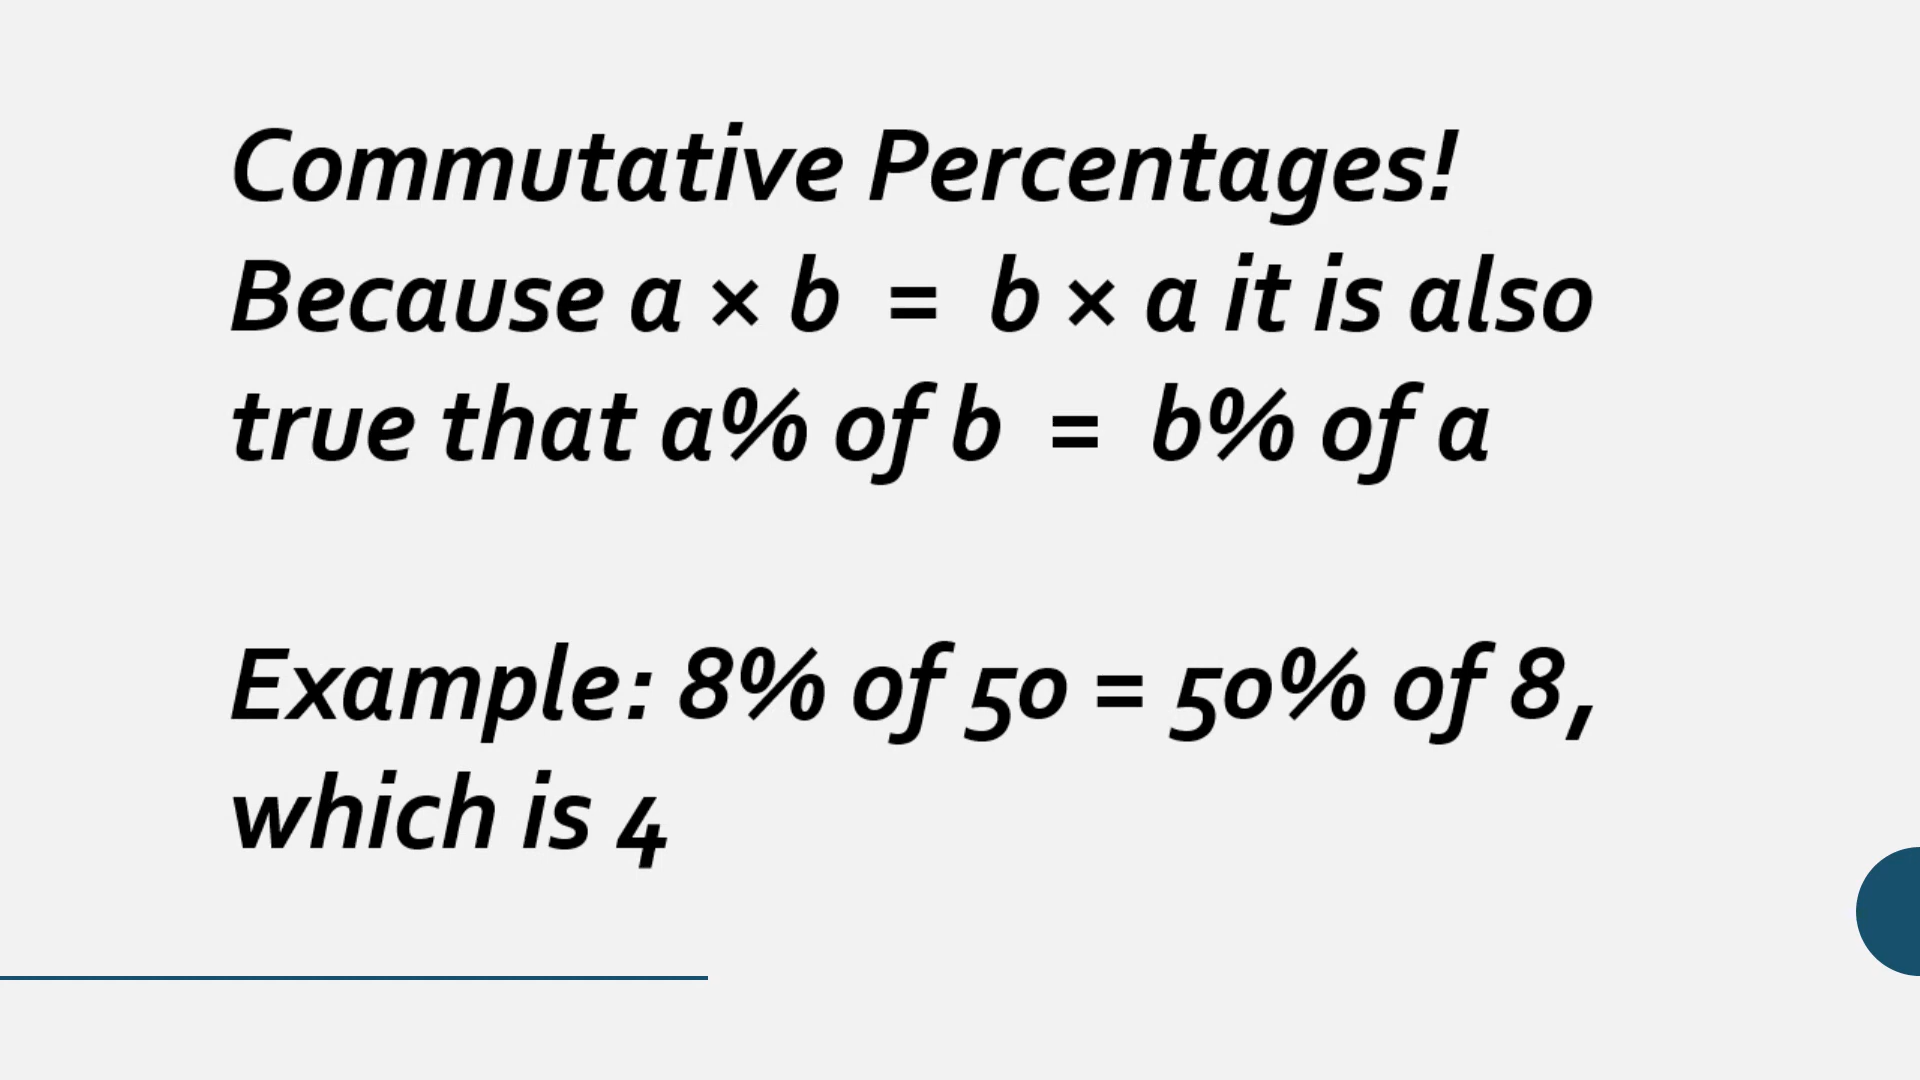 Commutative Percentages!
Because a × b = b × a it is also
true that a% of b = b% of a
Example: 8% of 50 = 50% of 8,
which is 4